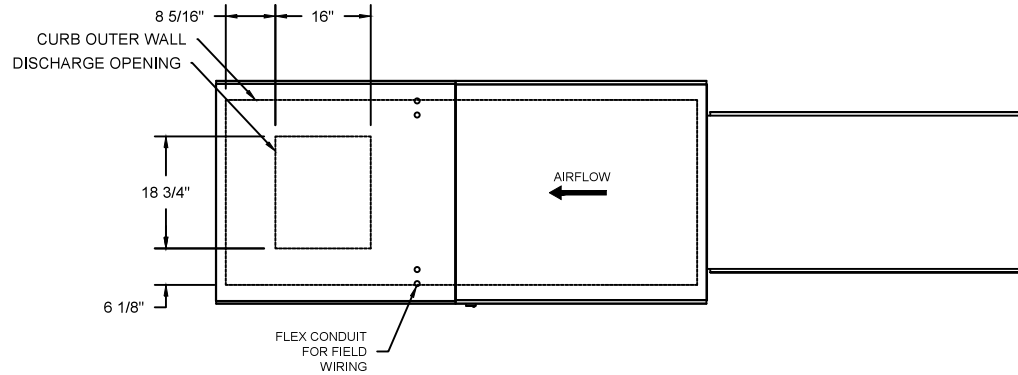 8 5/16"
16"
CURB OUTER WALL
DISCHARGE OPENING
18 3/4"
AIRFLOW
6 1/8"
FLEX CONDUIT
FOR FIELD
WIRING